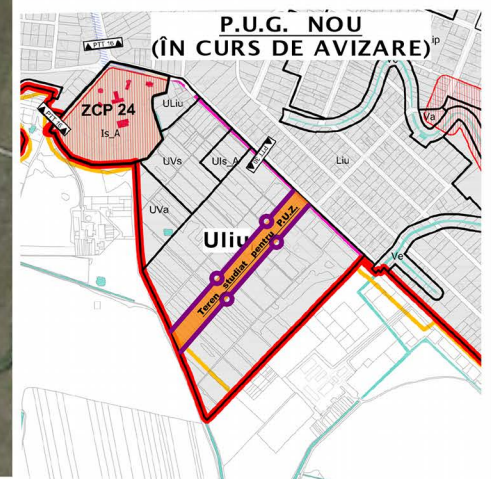 P.U.G. NOU
(ÎN CURS DE AVIZARE)
ip
ZCP 24
Is_A
ULiu
UVs
UIs_A
Liu
Va
UVa
Uliu
Teren studiat pentru P.U.Z.
Ve